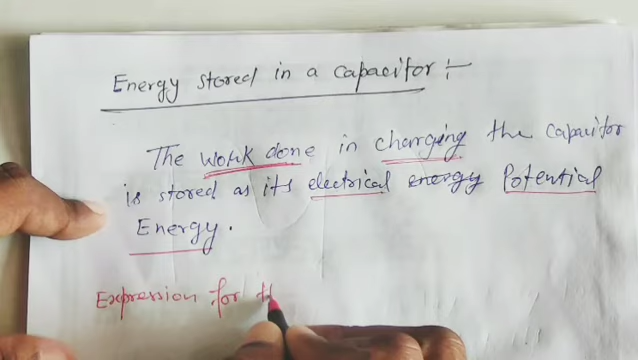 Energy stored in a capacitor :-
The work done in charging the capacitor
is stored as its electrical energy Potential
Energy.
Expression for th